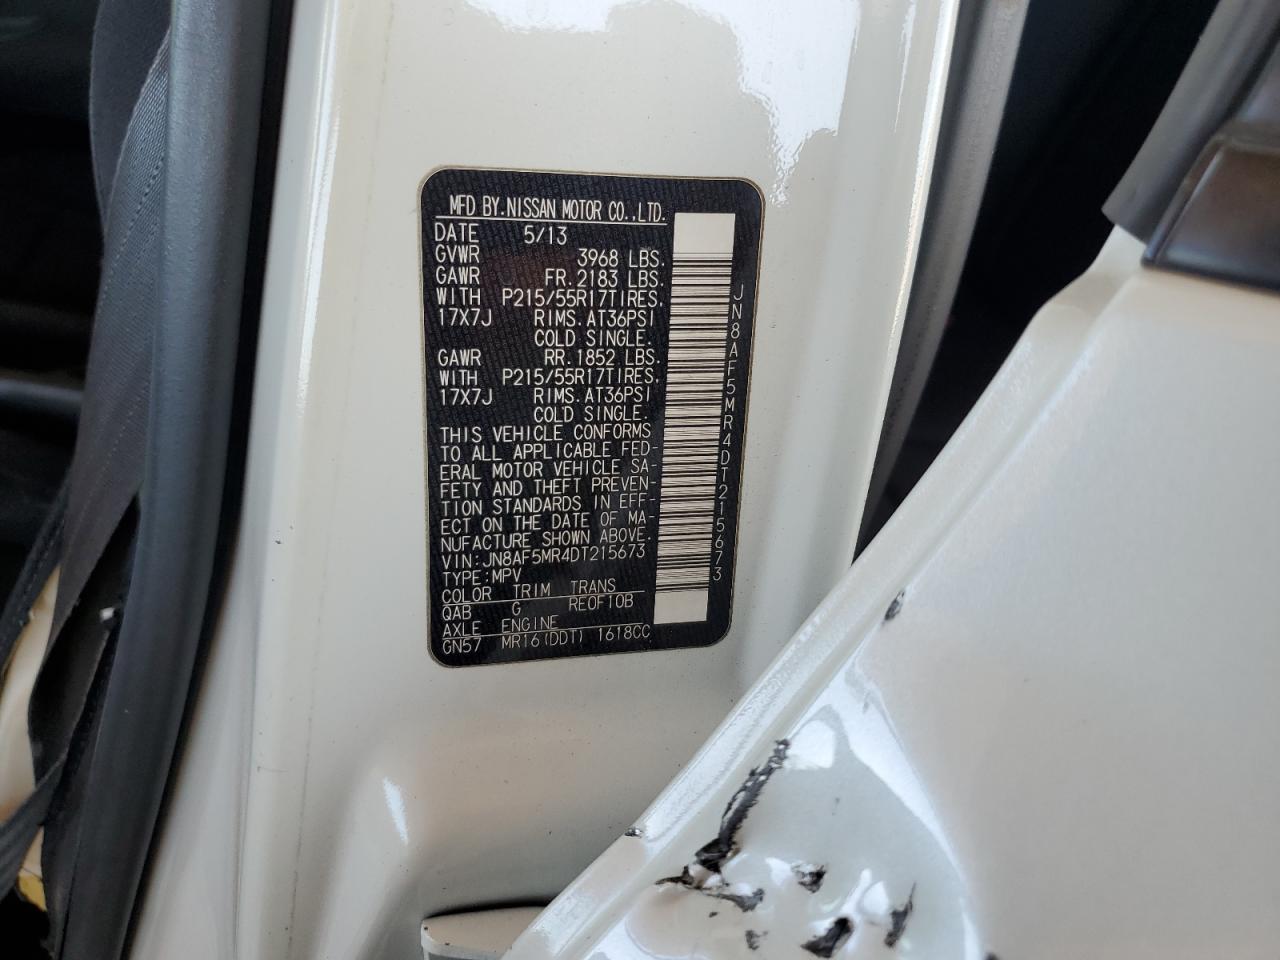 MFD BY.NISSAN MOTOR CO.,LTD.
DATE 5/13
GVWR 3968 LBS.
GAWR FR.2183 LBS.
WITH P215/55R17TIRES.
17X7J RIMS.AT36PSI
COLD SINGLE.
GAWR RR.1852 LBS.
WITH P215/55R17TIRES.
17X7J RIMS.AT36PSI
COLD SINGLE.
THIS VEHICLE CONFORMS
TO ALL APPLICABLE FED-
ERAL MOTOR VEHICLE SA-
FETY AND THEFT PREVEN-
TION STANDARDS IN EFF-
ECT ON THE DATE OF MA-
NUFACTURE SHOWN ABOVE.
VIN:JN8AF5MR4DT215673
TYPE:MPV
COLOR TRIM TRANS
QAB G RE0F10B
AXLE ENGINE
GN57 MR16(DDT) 1618CC
JN8AF5MR4DT215673